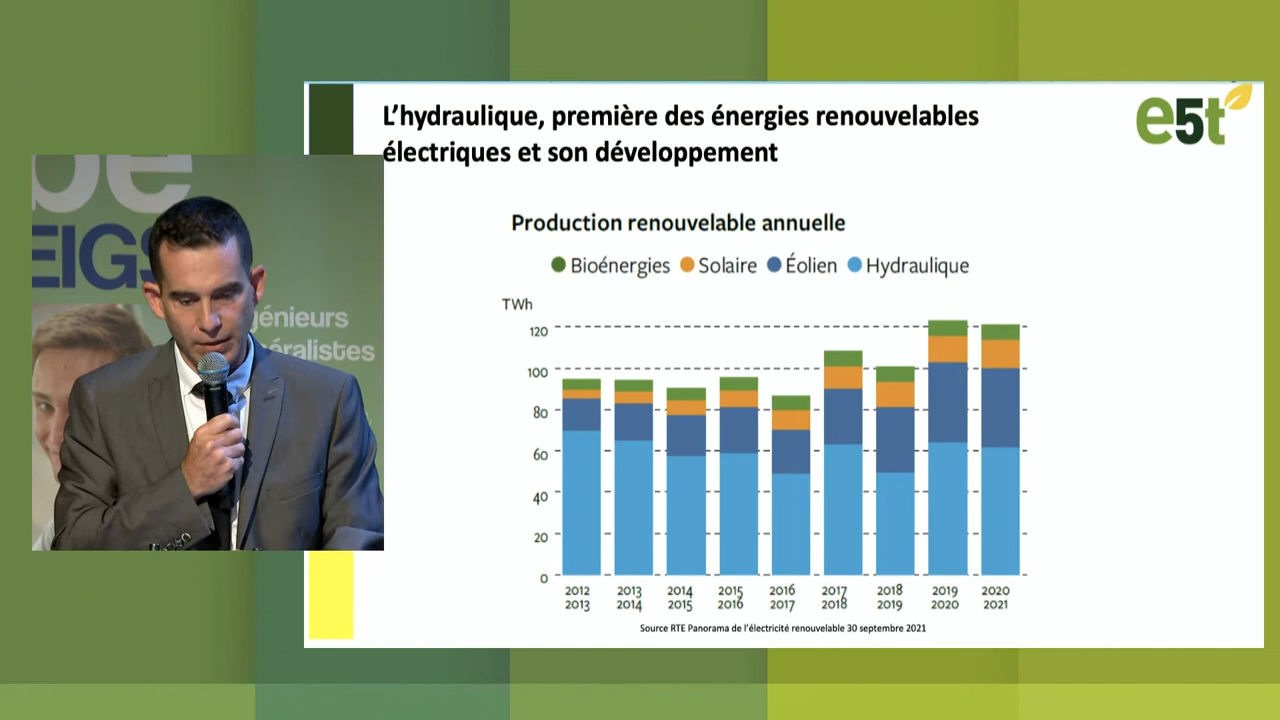 L'hydraulique, première des énergies renouvelables
électriques et son développement
e5t
be
EIGS
génieurs
éralistes
Production renouvelable annuelle
Bioénergies Solaire Éolien Hydraulique
TWh
120
100
80
60
40
20
0
2012 2013 2014 2015 2016 2017 2018 2019 2020
2013 2014 2015 2016 2017 2018 2019 2020 2021
Source RTE Panorama de l'électricité renouvelable 30 septembre 2021